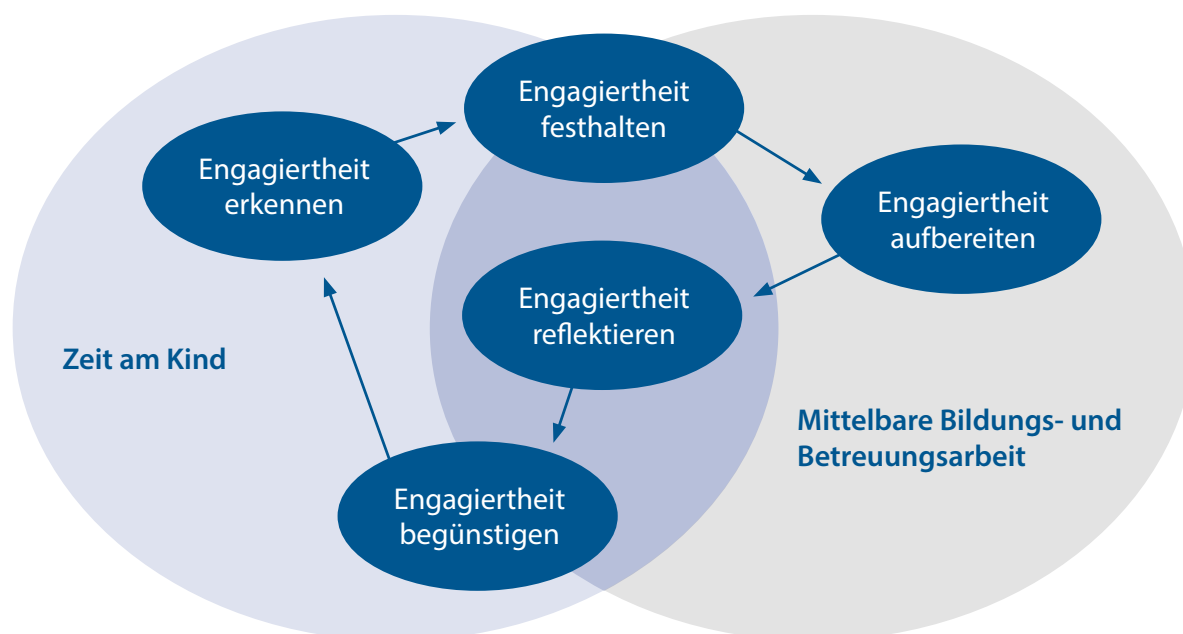 Engagiertheit
festhalten
Engagiertheit
erkennen
Engagiertheit
aufbereiten
Engagiertheit
reflektieren
Zeit am Kind
Mittelbare Bildungs- und
Betreuungsarbeit
Engagiertheit
begünstigen